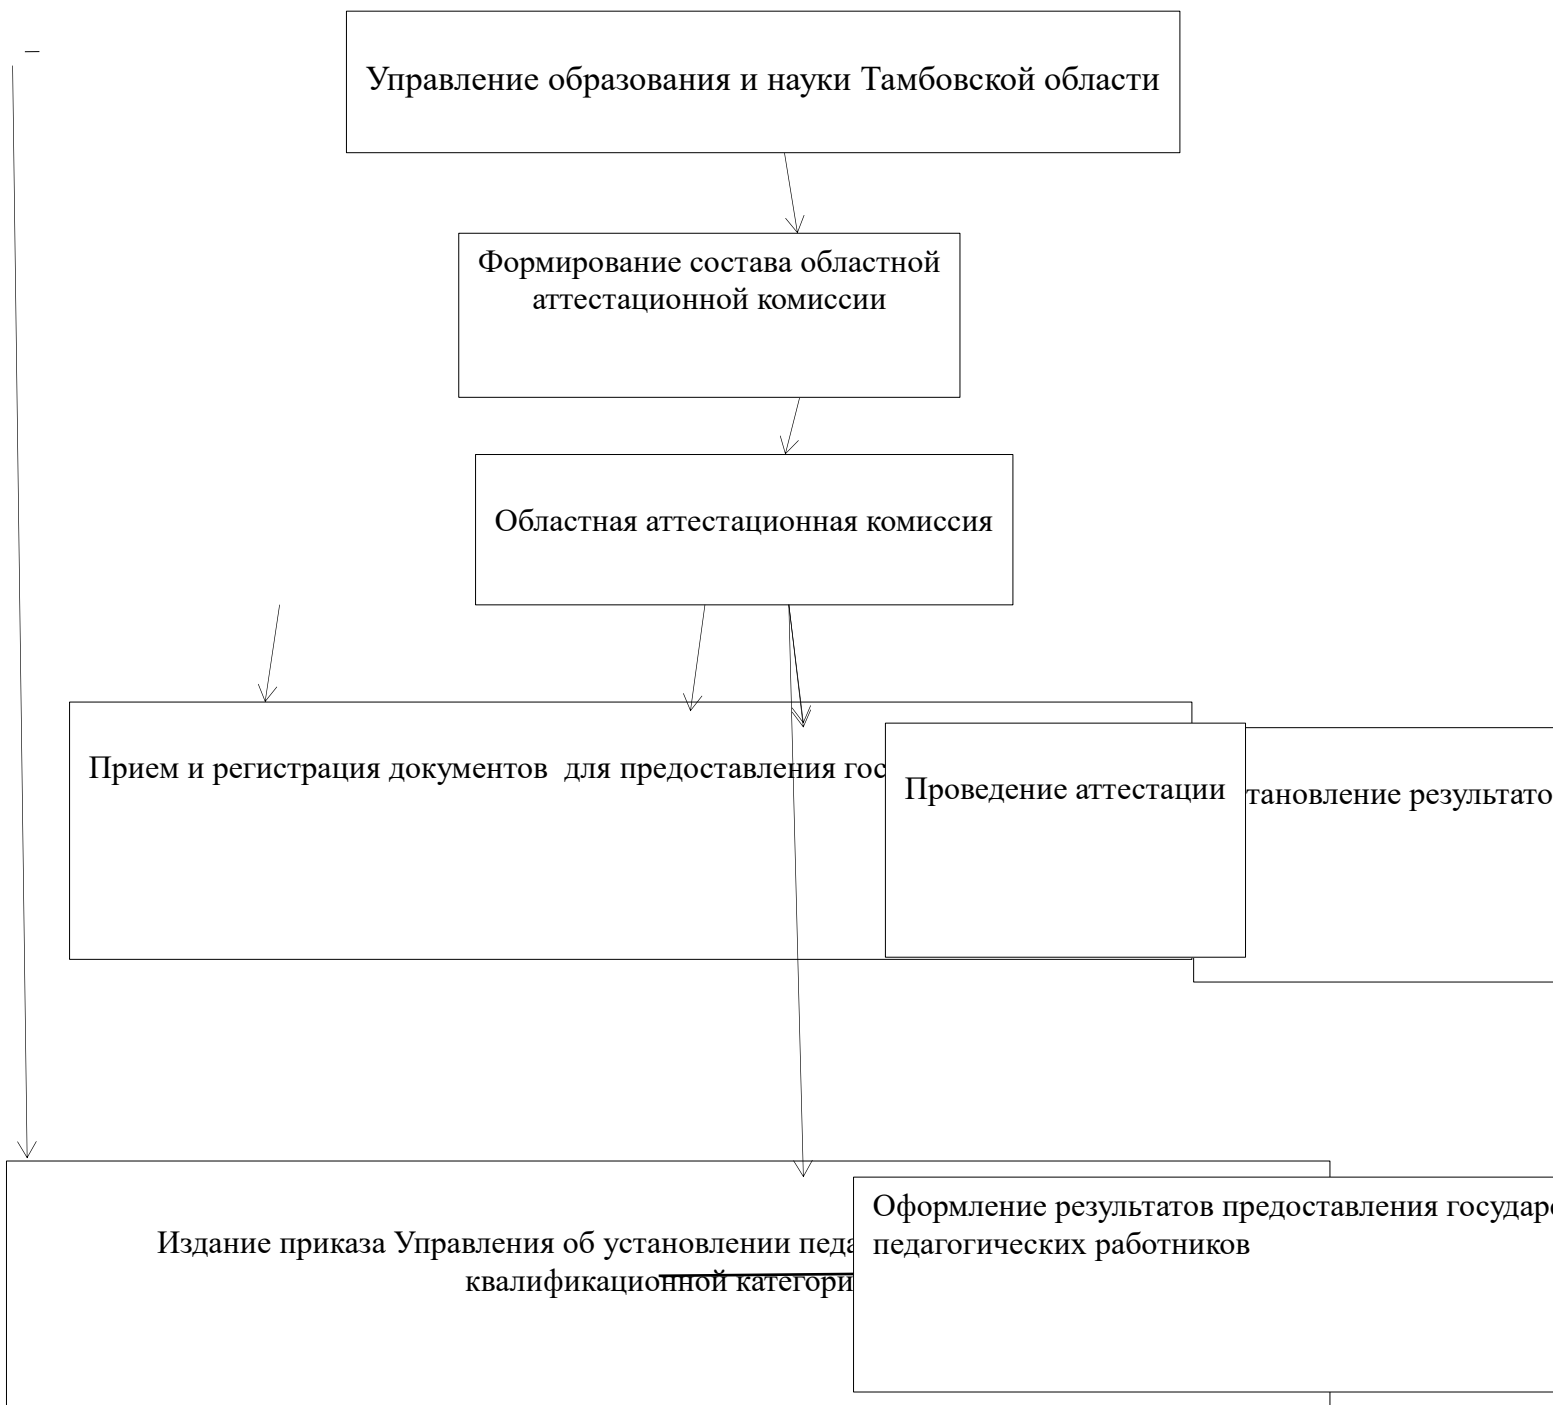 Управление образования и науки Тамбовской области
Формирование состава областной
аттестационной комиссии
Областная аттестационная комиссия
Прием и регистрация документов для предоставления гос
Проведение аттестации
тановление результато
Издание приказа Управления об установлении педа
квалификационной категори
Оформление результатов предоставления государ
педагогических работников